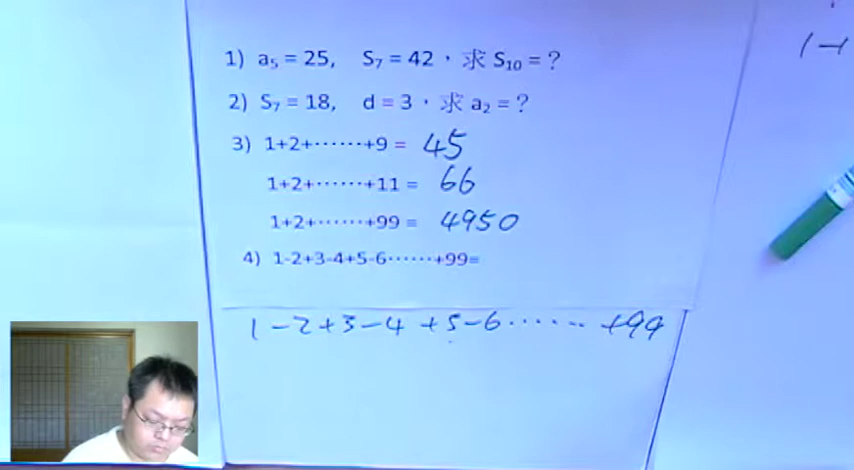 1) a₅ = 25, S₇ = 42，求 S₁₀ = ?
2) S₇ = 18, d = 3，求 a₂ = ?
3) 1+2+⋯⋯+9 = 45
1+2+⋯⋯+11 = 66
1+2+⋯⋯+99 = 4950
4) 1-2+3-4+5-6⋯⋯+99=
1-2+3-4+5-6⋯⋯+99